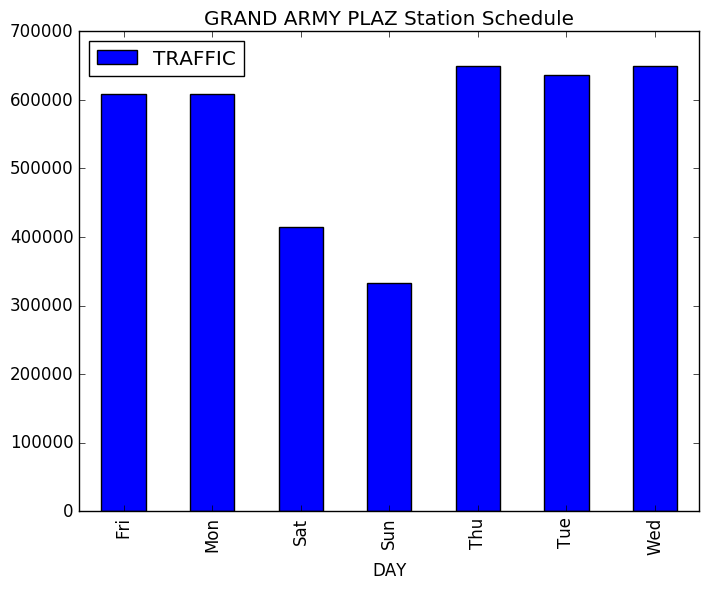 GRAND ARMY PLAZ Station Schedule
TRAFFIC
700000
600000
500000
400000
300000
200000
100000
0
Fri
Mon
Sat
Sun
Thu
Tue
Wed
DAY